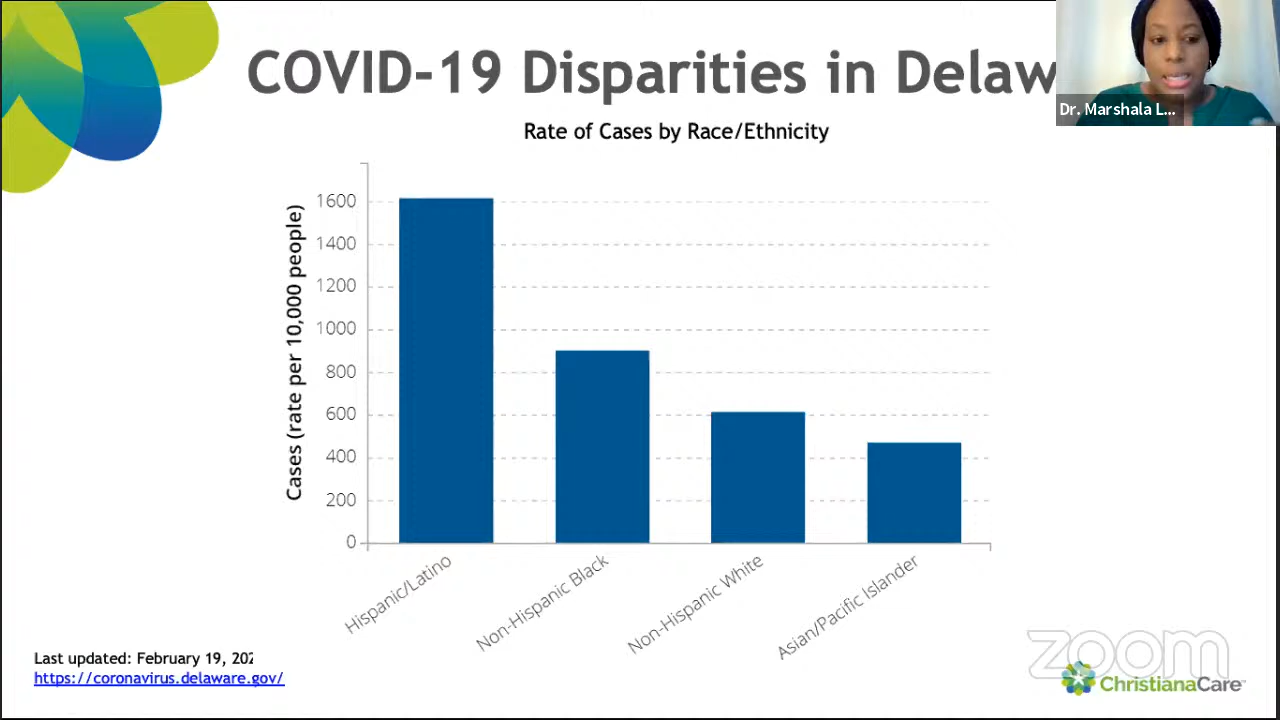 COVID-19 Disparities in Delaw
Dr. Marshala L...
Rate of Cases by Race/Ethnicity
Cases (rate per 10,000 people)
1600
1400
1200
1000
800
600
400
200
0
Hispanic/Latino
Non-Hispanic Black
Non-Hispanic White
Asian/Pacific Islander
Last updated: February 19, 202
https://coronavirus.delaware.gov/
zoom
ChristianaCare™